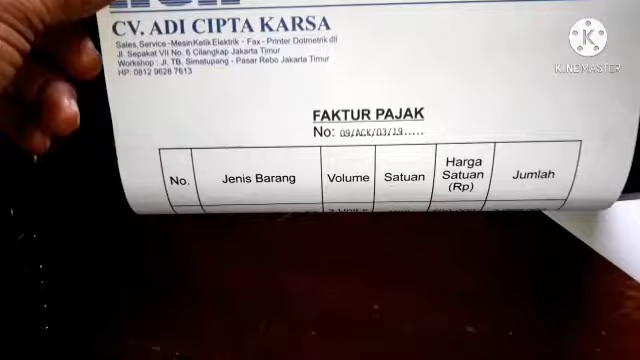 CV. ADI CIPTA KARSA
Sales, Service - Mesin Ketik Elektrik - Fax - Printer Dotmetrik dll
Jl. Sepakat VII No. 6 Cilangkap Jakarta Timur
Workshop : Jl. TB. Simatupang - Pasar Rebo Jakarta Timur
HP: 0812 9628 7613
KINEMASTER
FAKTUR PAJAK
No: 09/ACK/03/19.....
No. Jenis Barang Volume Satuan Harga Satuan (Rp) Jumlah